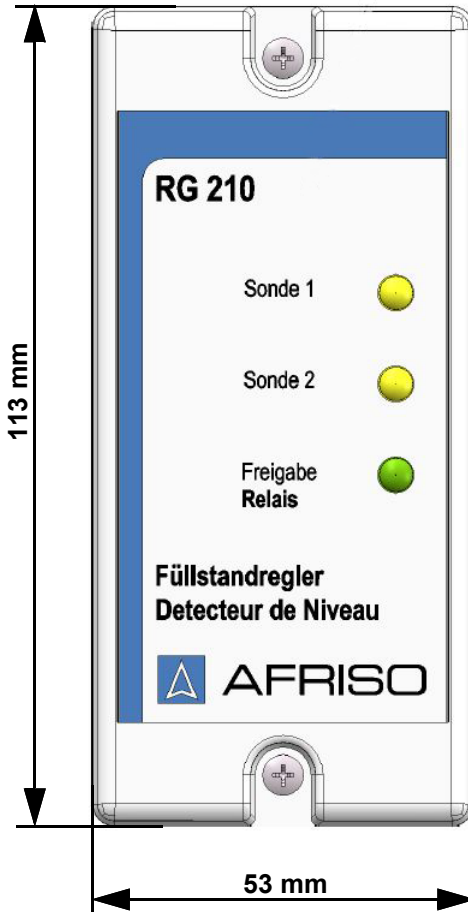 RG 210
Sonde 1
Sonde 2
Freigabe
Relais
Füllstandregler
Detecteur de Niveau
AFRISO
113 mm
53 mm